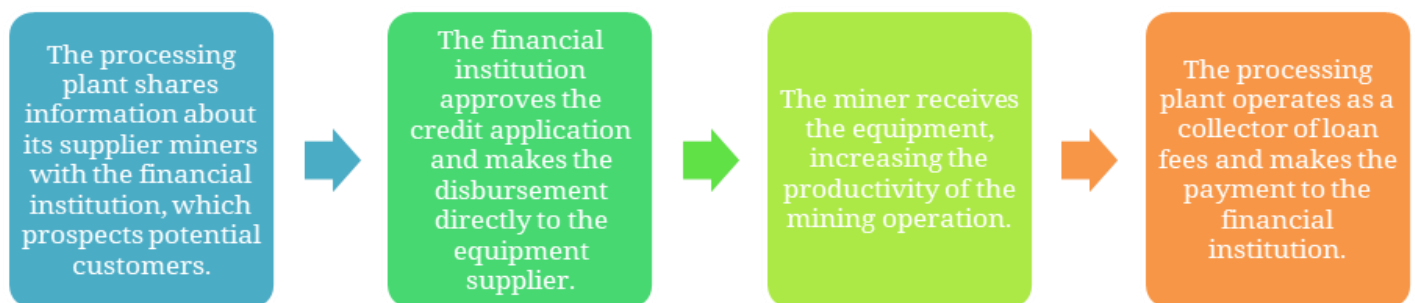 The processing
plant shares
information about
its supplier miners
with the financial
institution, which
prospects potential
customers.
The financial
institution
approves the
credit application
and makes the
disbursement
directly to the
equipment
supplier.
The miner receives
the equipment,
increasing the
productivity of the
mining operation.
The processing
plant operates as a
collector of loan
fees and makes the
payment to the
financial
institution.